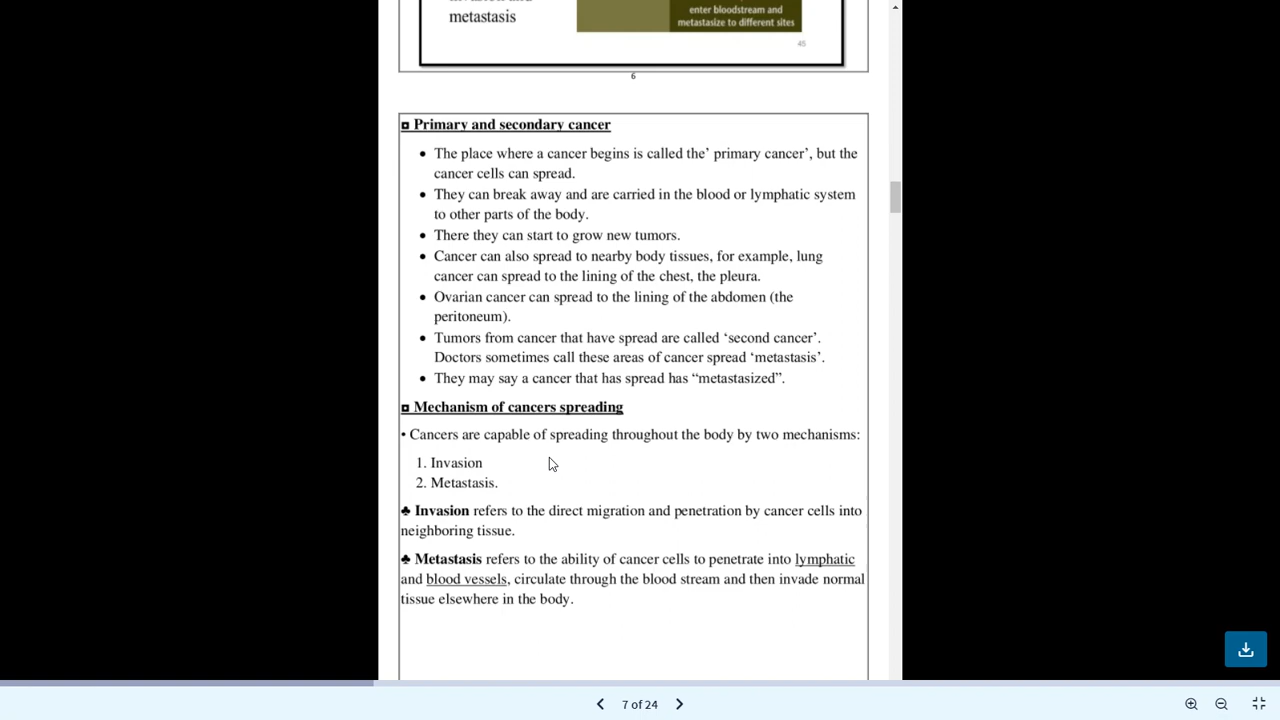 metastasis
enter bloodstream and
metastasize to different sites
45
6
Primary and secondary cancer
• The place where a cancer begins is called the’ primary cancer’, but the
cancer cells can spread.
• They can break away and are carried in the blood or lymphatic system
to other parts of the body.
• There they can start to grow new tumors.
• Cancer can also spread to nearby body tissues, for example, lung
cancer can spread to the lining of the chest, the pleura.
• Ovarian cancer can spread to the lining of the abdomen (the
peritoneum).
• Tumors from cancer that have spread are called ‘second cancer’.
Doctors sometimes call these areas of cancer spread ‘metastasis’.
• They may say a cancer that has spread has “metastasized”.
Mechanism of cancers spreading
• Cancers are capable of spreading throughout the body by two mechanisms:
1. Invasion
2. Metastasis.
♣ Invasion refers to the direct migration and penetration by cancer cells into
neighboring tissue.
♣ Metastasis refers to the ability of cancer cells to penetrate into lymphatic
and blood vessels, circulate through the blood stream and then invade normal
tissue elsewhere in the body.
7 of 24